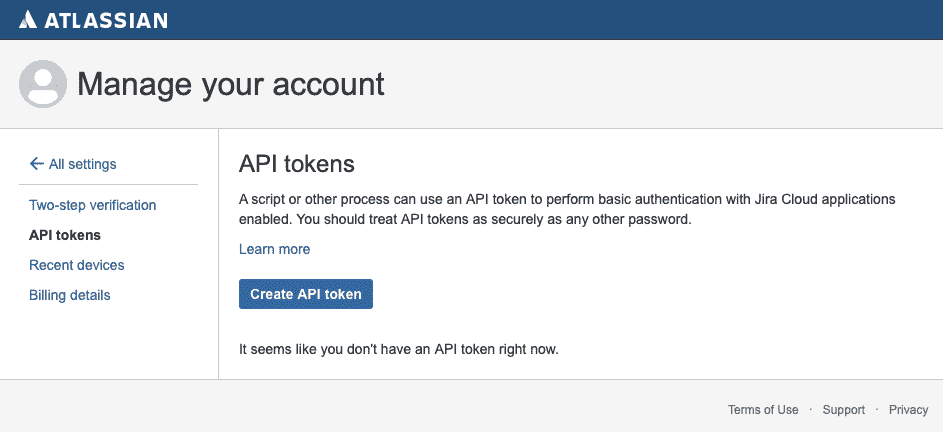 ATLASSIAN
Manage your account
← All settings
Two-step verification
API tokens
Recent devices
Billing details
API tokens
A script or other process can use an API token to perform basic authentication with Jira Cloud applications
enabled. You should treat API tokens as securely as any other password.
Learn more
Create API token
It seems like you don't have an API token right now.
Terms of Use · Support · Privacy